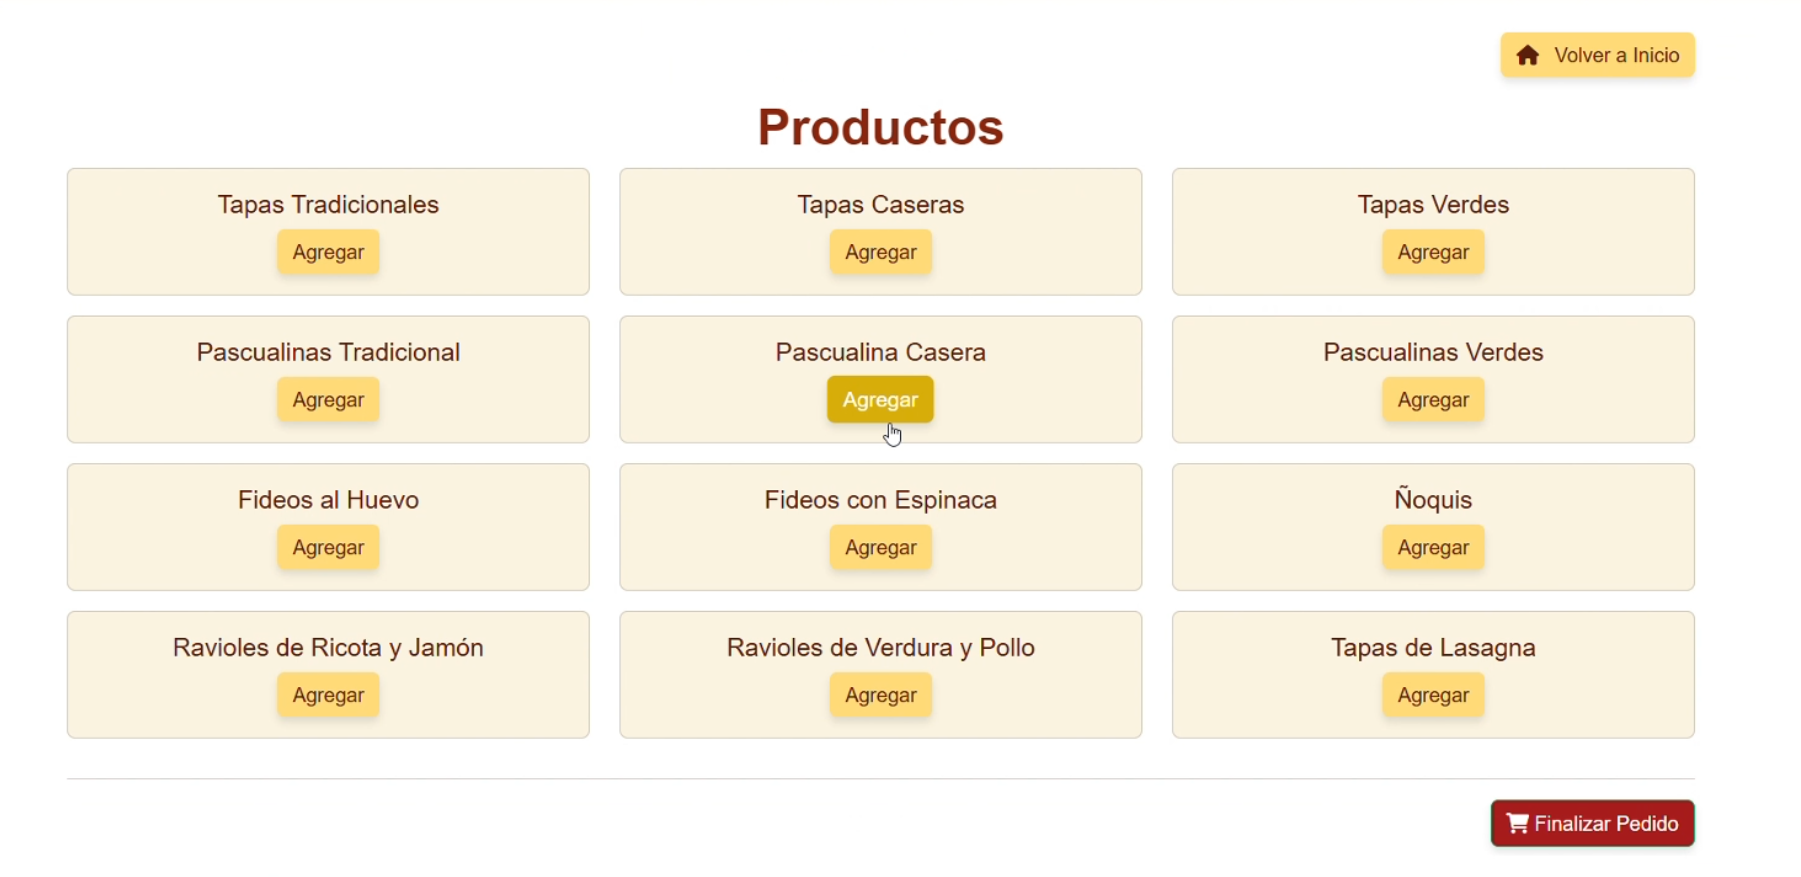 Volver a Inicio
Productos
Tapas Tradicionales
Agregar
Tapas Caseras
Agregar
Tapas Verdes
Agregar
Pascualinas Tradicional
Agregar
Pascualina Casera
Agregar
Pascualinas Verdes
Agregar
Fideos al Huevo
Agregar
Fideos con Espinaca
Agregar
Ñoquis
Agregar
Ravioles de Ricota y Jamón
Agregar
Ravioles de Verdura y Pollo
Agregar
Tapas de Lasagna
Agregar
Finalizar Pedido